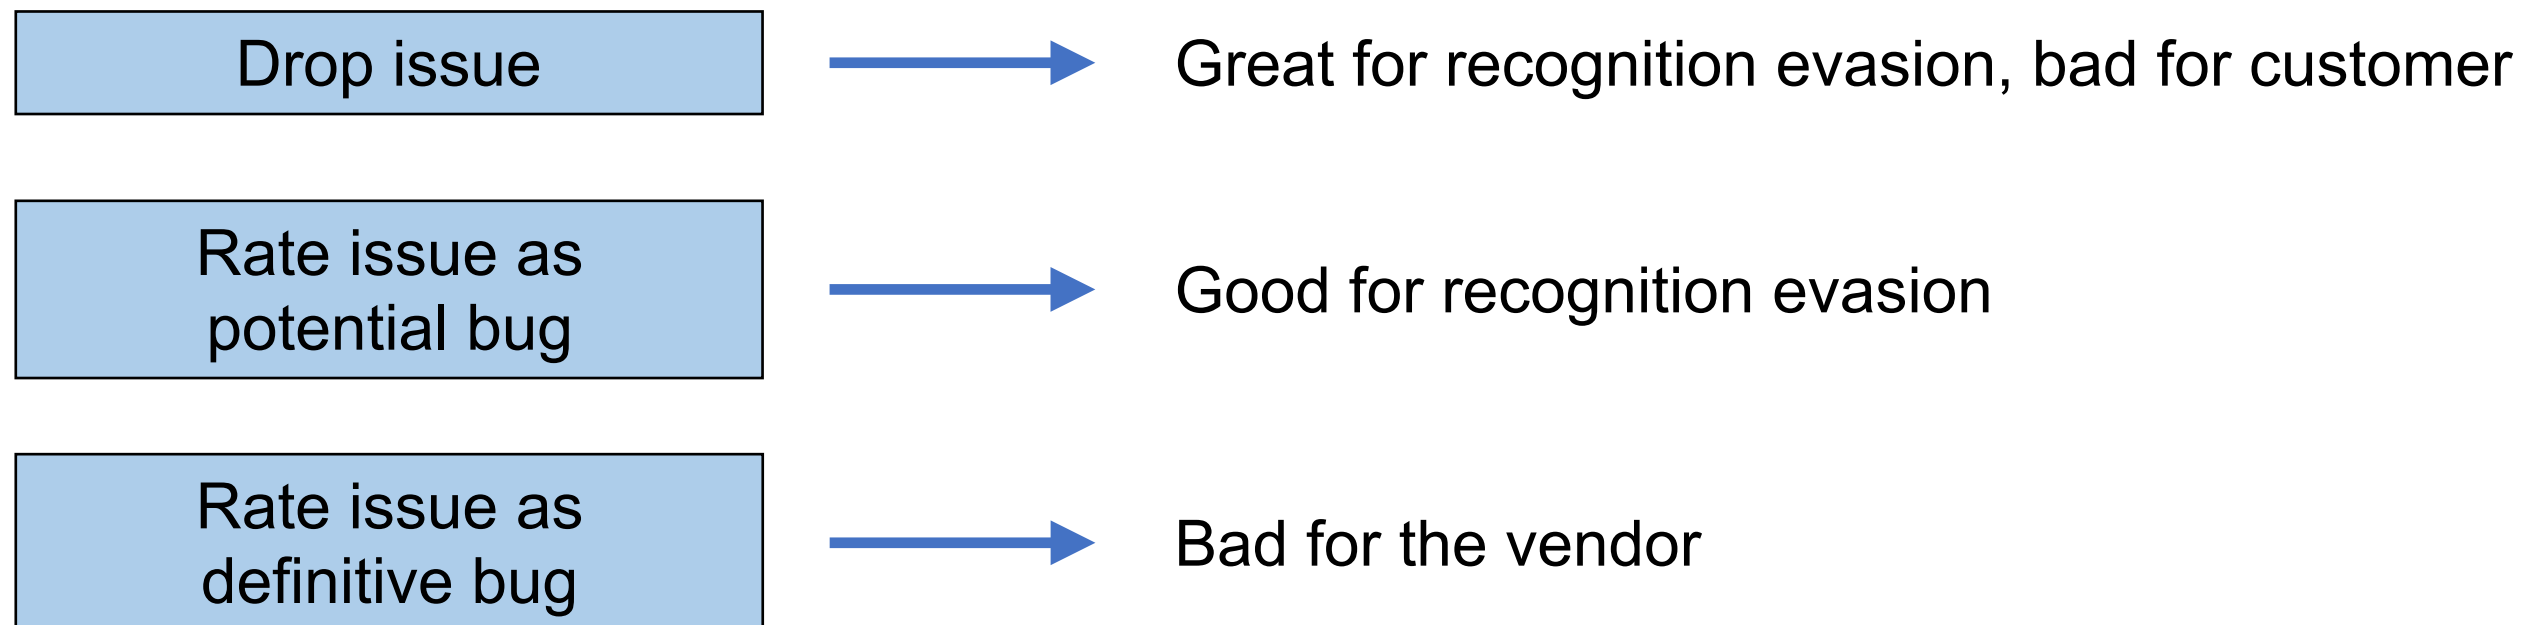 Drop issue
Great for recognition evasion, bad for customer
Rate issue as
potential bug
Good for recognition evasion
Rate issue as
definitive bug
Bad for the vendor